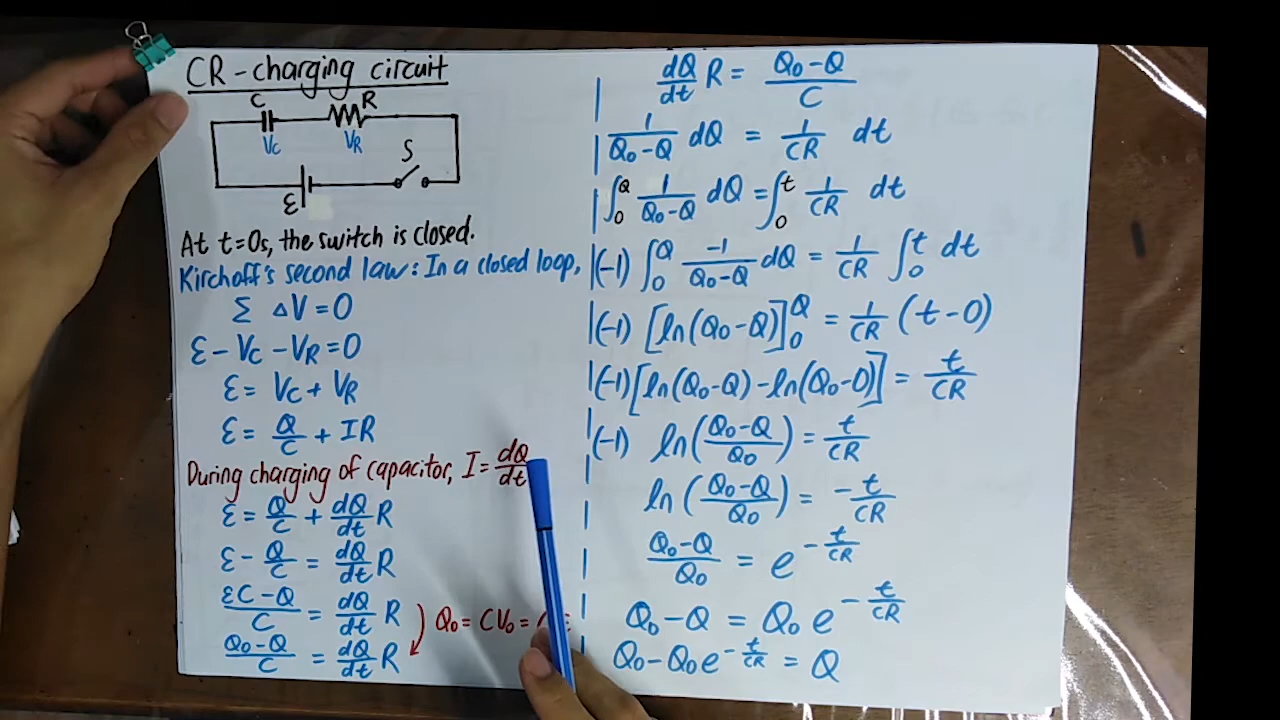 CR-charging circuit
C R
Vc VR
S
ε
At t=0s, the switch is closed.
Kirchoff's second law: In a closed loop,
Σ ΔV = 0
ε - Vc - VR = 0
ε = Vc + VR
ε = Q/C + IR
During charging of capacitor, I = dQ/dt
ε = Q/C + dQ/dt R
ε - Q/C = dQ/dt R
εC - Q/C = dQ/dt R
Q₀ = CV₀ =
Q₀ - Q/C = dQ/dt R
dQ/dt R = Q₀ - Q/C
1/Q₀ - Q dQ = 1/CR dt
∫₀^Q 1/Q₀ - Q dQ = ∫₀^t 1/CR dt
(-1) ∫₀^Q -1/Q₀ - Q dQ = 1/CR ∫₀^t dt
(-1) [ln(Q₀ - Q)]₀^Q = 1/CR (t - 0)
(-1) [ln(Q₀ - Q) - ln(Q₀ - 0)] = t/CR
(-1) ln(Q₀ - Q/Q₀) = t/CR
ln(Q₀ - Q/Q₀) = -t/CR
Q₀ - Q/Q₀ = e^-t/CR
Q₀ - Q = Q₀ e^-t/CR
Q₀ - Q₀ e^-t/CR = Q